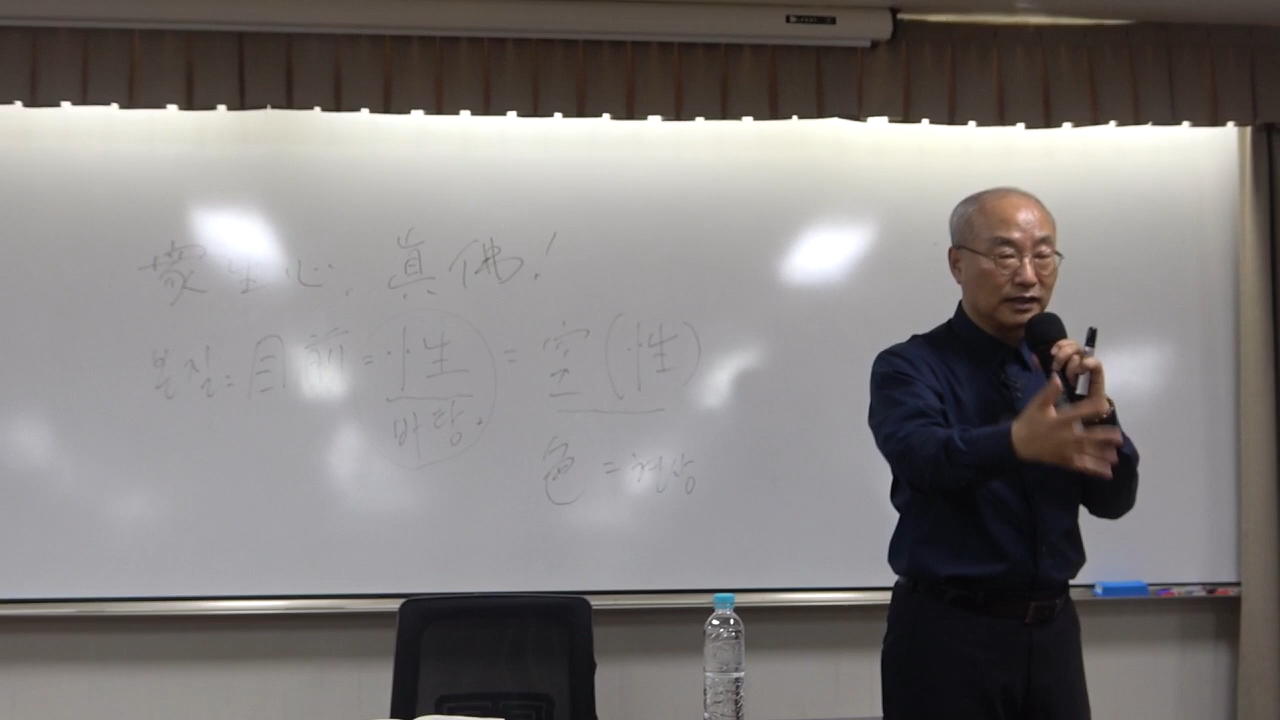 衆生心, 眞佛!
본질: 目前 = 性 = 空 (性)
바탕.
色 = 현상